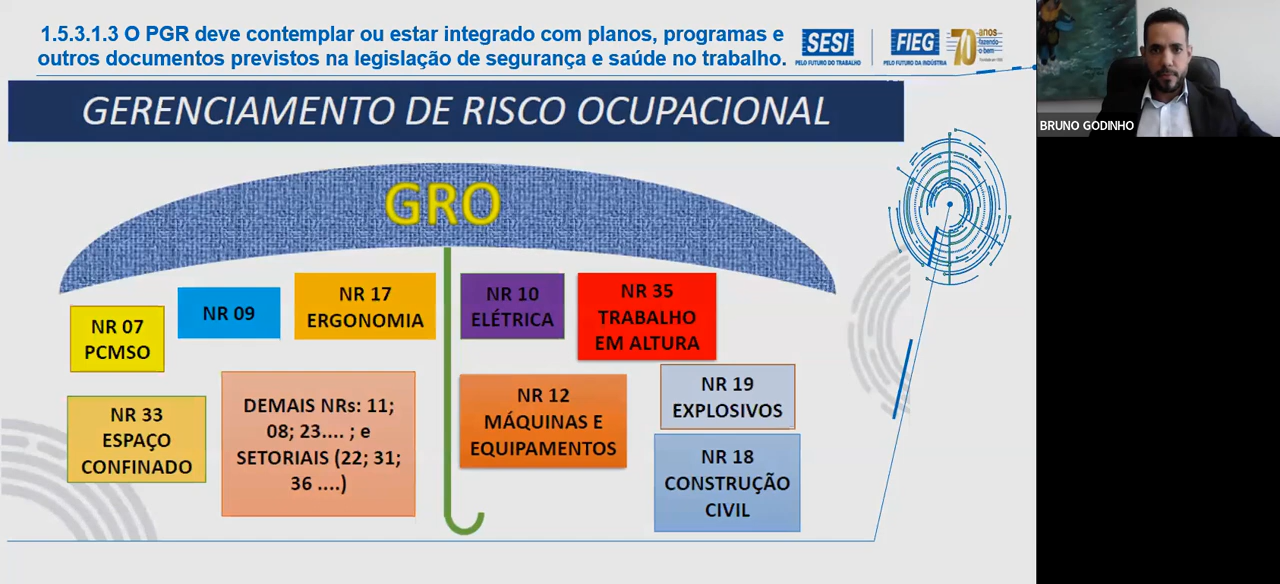 1.5.3.1.3 O PGR deve contemplar ou estar integrado com planos, programas e
outros documentos previstos na legislação de segurança e saúde no trabalho.
SESI
PELO FUTURO DO TRABALHO
FIEG
PELO FUTURO DA INDÚSTRIA
70 anos
fazendo
o bem
BRUNO GODINHO
GERENCIAMENTO DE RISCO OCUPACIONAL
GRO
NR 07
PCMSO
NR 09
NR 17
ERGONOMIA
NR 10
ELÉTRICA
NR 35
TRABALHO
EM ALTURA
NR 33
ESPAÇO
CONFINADO
DEMAIS NRs: 11;
08; 23.... ; e
SETORIAIS (22; 31;
36 ....)
NR 12
MÁQUINAS E
EQUIPAMENTOS
NR 19
EXPLOSIVOS
NR 18
CONSTRUÇÃO
CIVIL